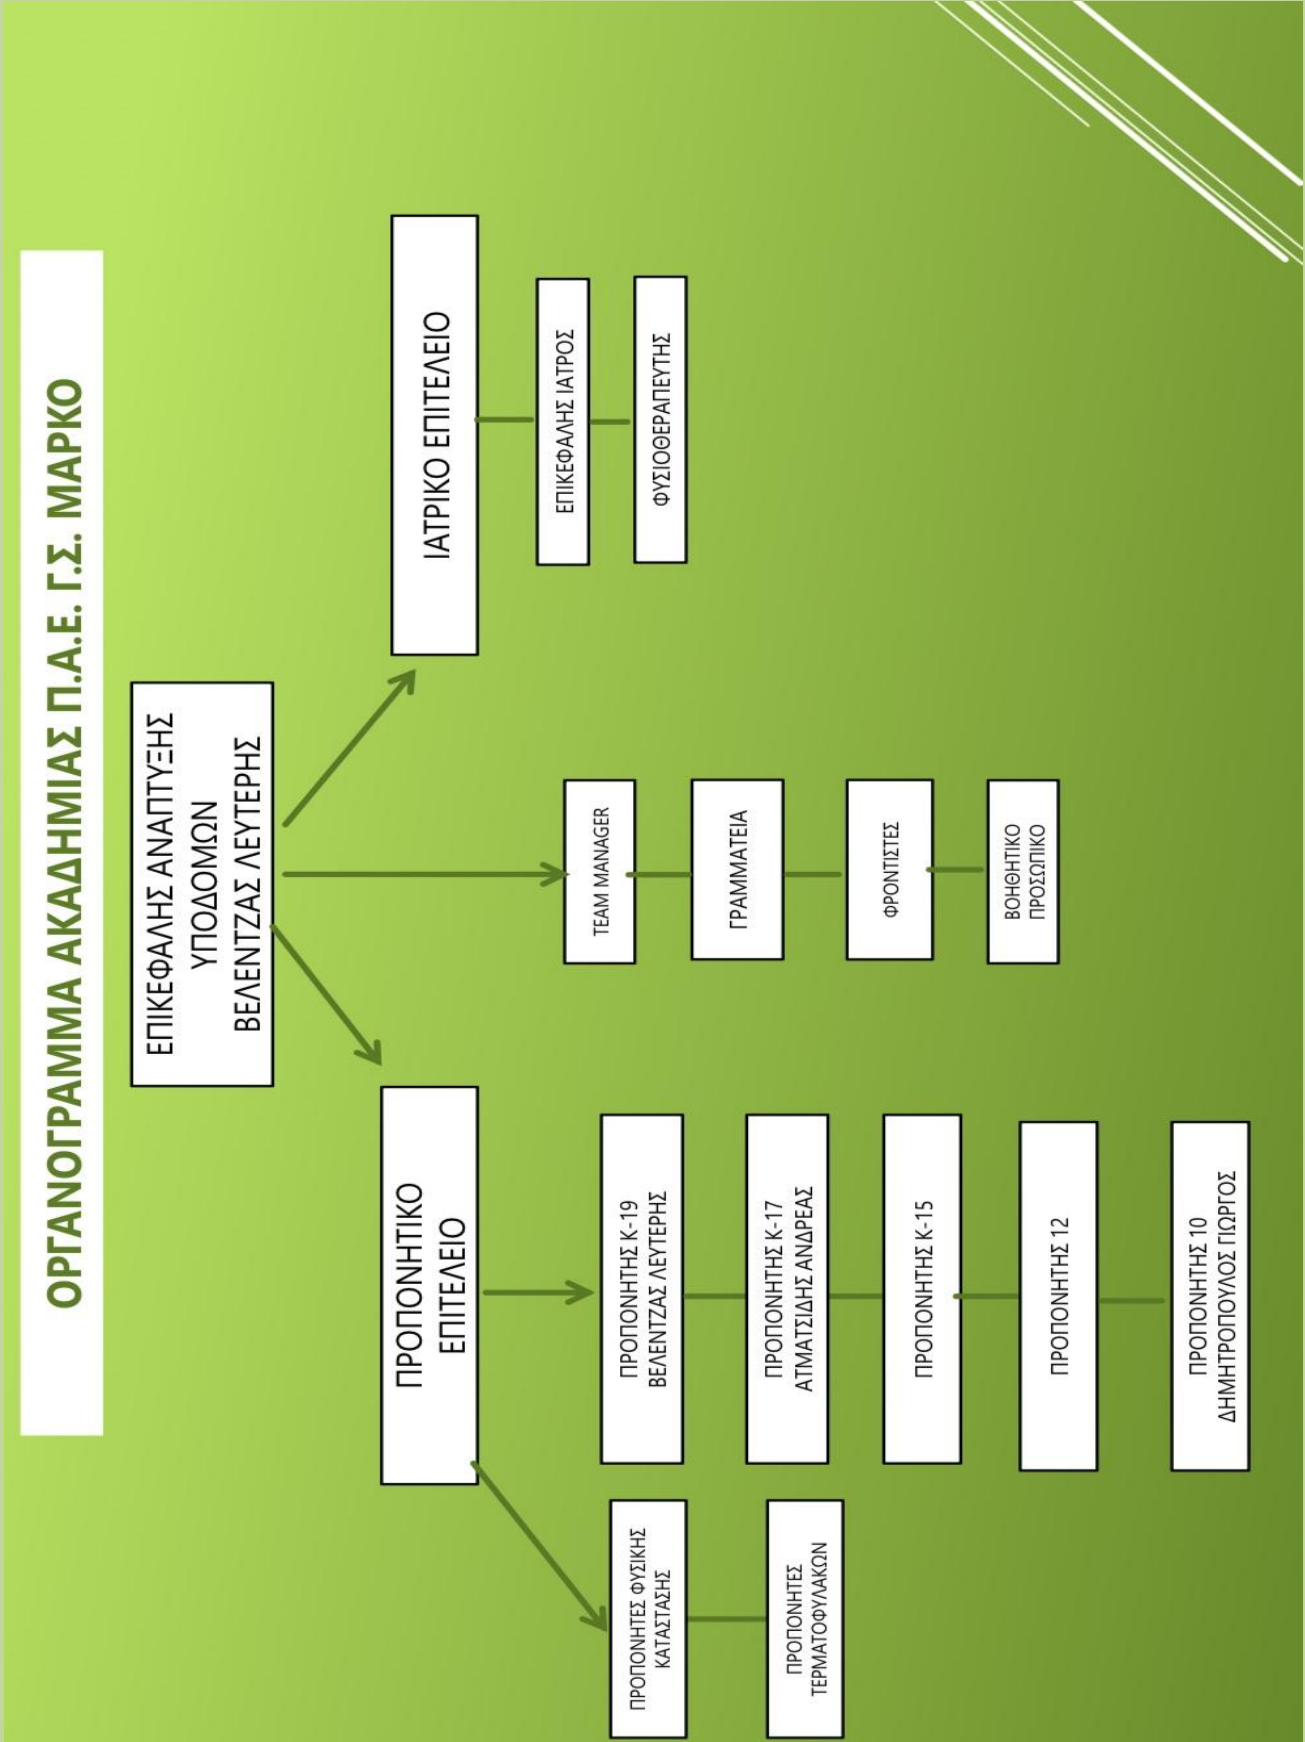 ΟΡΓΑΝΟΓΡΑΜΜΑ ΑΚΑΔΗΜΙΑΣ Π.Α.Ε. Γ.Σ. ΜΑΡΚΟ
ΕΠΙΚΕΦΑΛΗΣ ΑΝΑΠΤΥΞΗΣ
ΥΠΟΔΟΜΩΝ
ΒΕΛΕΝΤΖΑΣ ΛΕΥΤΕΡΗΣ
ΠΡΟΠΟΝΗΤΙΚΟ
ΕΠΙΤΕΛΕΙΟ
ΠΡΟΠΟΝΗΤΕΣ ΦΥΣΙΚΗΣ
ΚΑΤΑΣΤΑΣΗΣ
ΠΡΟΠΟΝΗΤΕΣ
ΤΕΡΜΑΤΟΦΥΛΑΚΩΝ
ΠΡΟΠΟΝΗΤΗΣ Κ-19
ΒΕΛΕΝΤΖΑΣ ΛΕΥΤΕΡΗΣ
ΠΡΟΠΟΝΗΤΗΣ Κ-17
ΑΤΜΑΤΣΙΔΗΣ ΑΝΔΡΕΑΣ
ΠΡΟΠΟΝΗΤΗΣ Κ-15
ΠΡΟΠΟΝΗΤΗΣ 12
ΠΡΟΠΟΝΗΤΗΣ 10
ΔΗΜΗΤΡΟΠΟΥΛΟΣ ΓΙΩΡΓΟΣ
TEAM MANAGER
ΓΡΑΜΜΑΤΕΙΑ
ΦΡΟΝΤΙΣΤΕΣ
ΒΟΗΘΗΤΙΚΟ
ΠΡΟΣΩΠΙΚΟ
ΙΑΤΡΙΚΟ ΕΠΙΤΕΛΕΙΟ
ΕΠΙΚΕΦΑΛΗΣ ΙΑΤΡΟΣ
ΦΥΣΙΟΘΕΡΑΠΕΥΤΗΣ